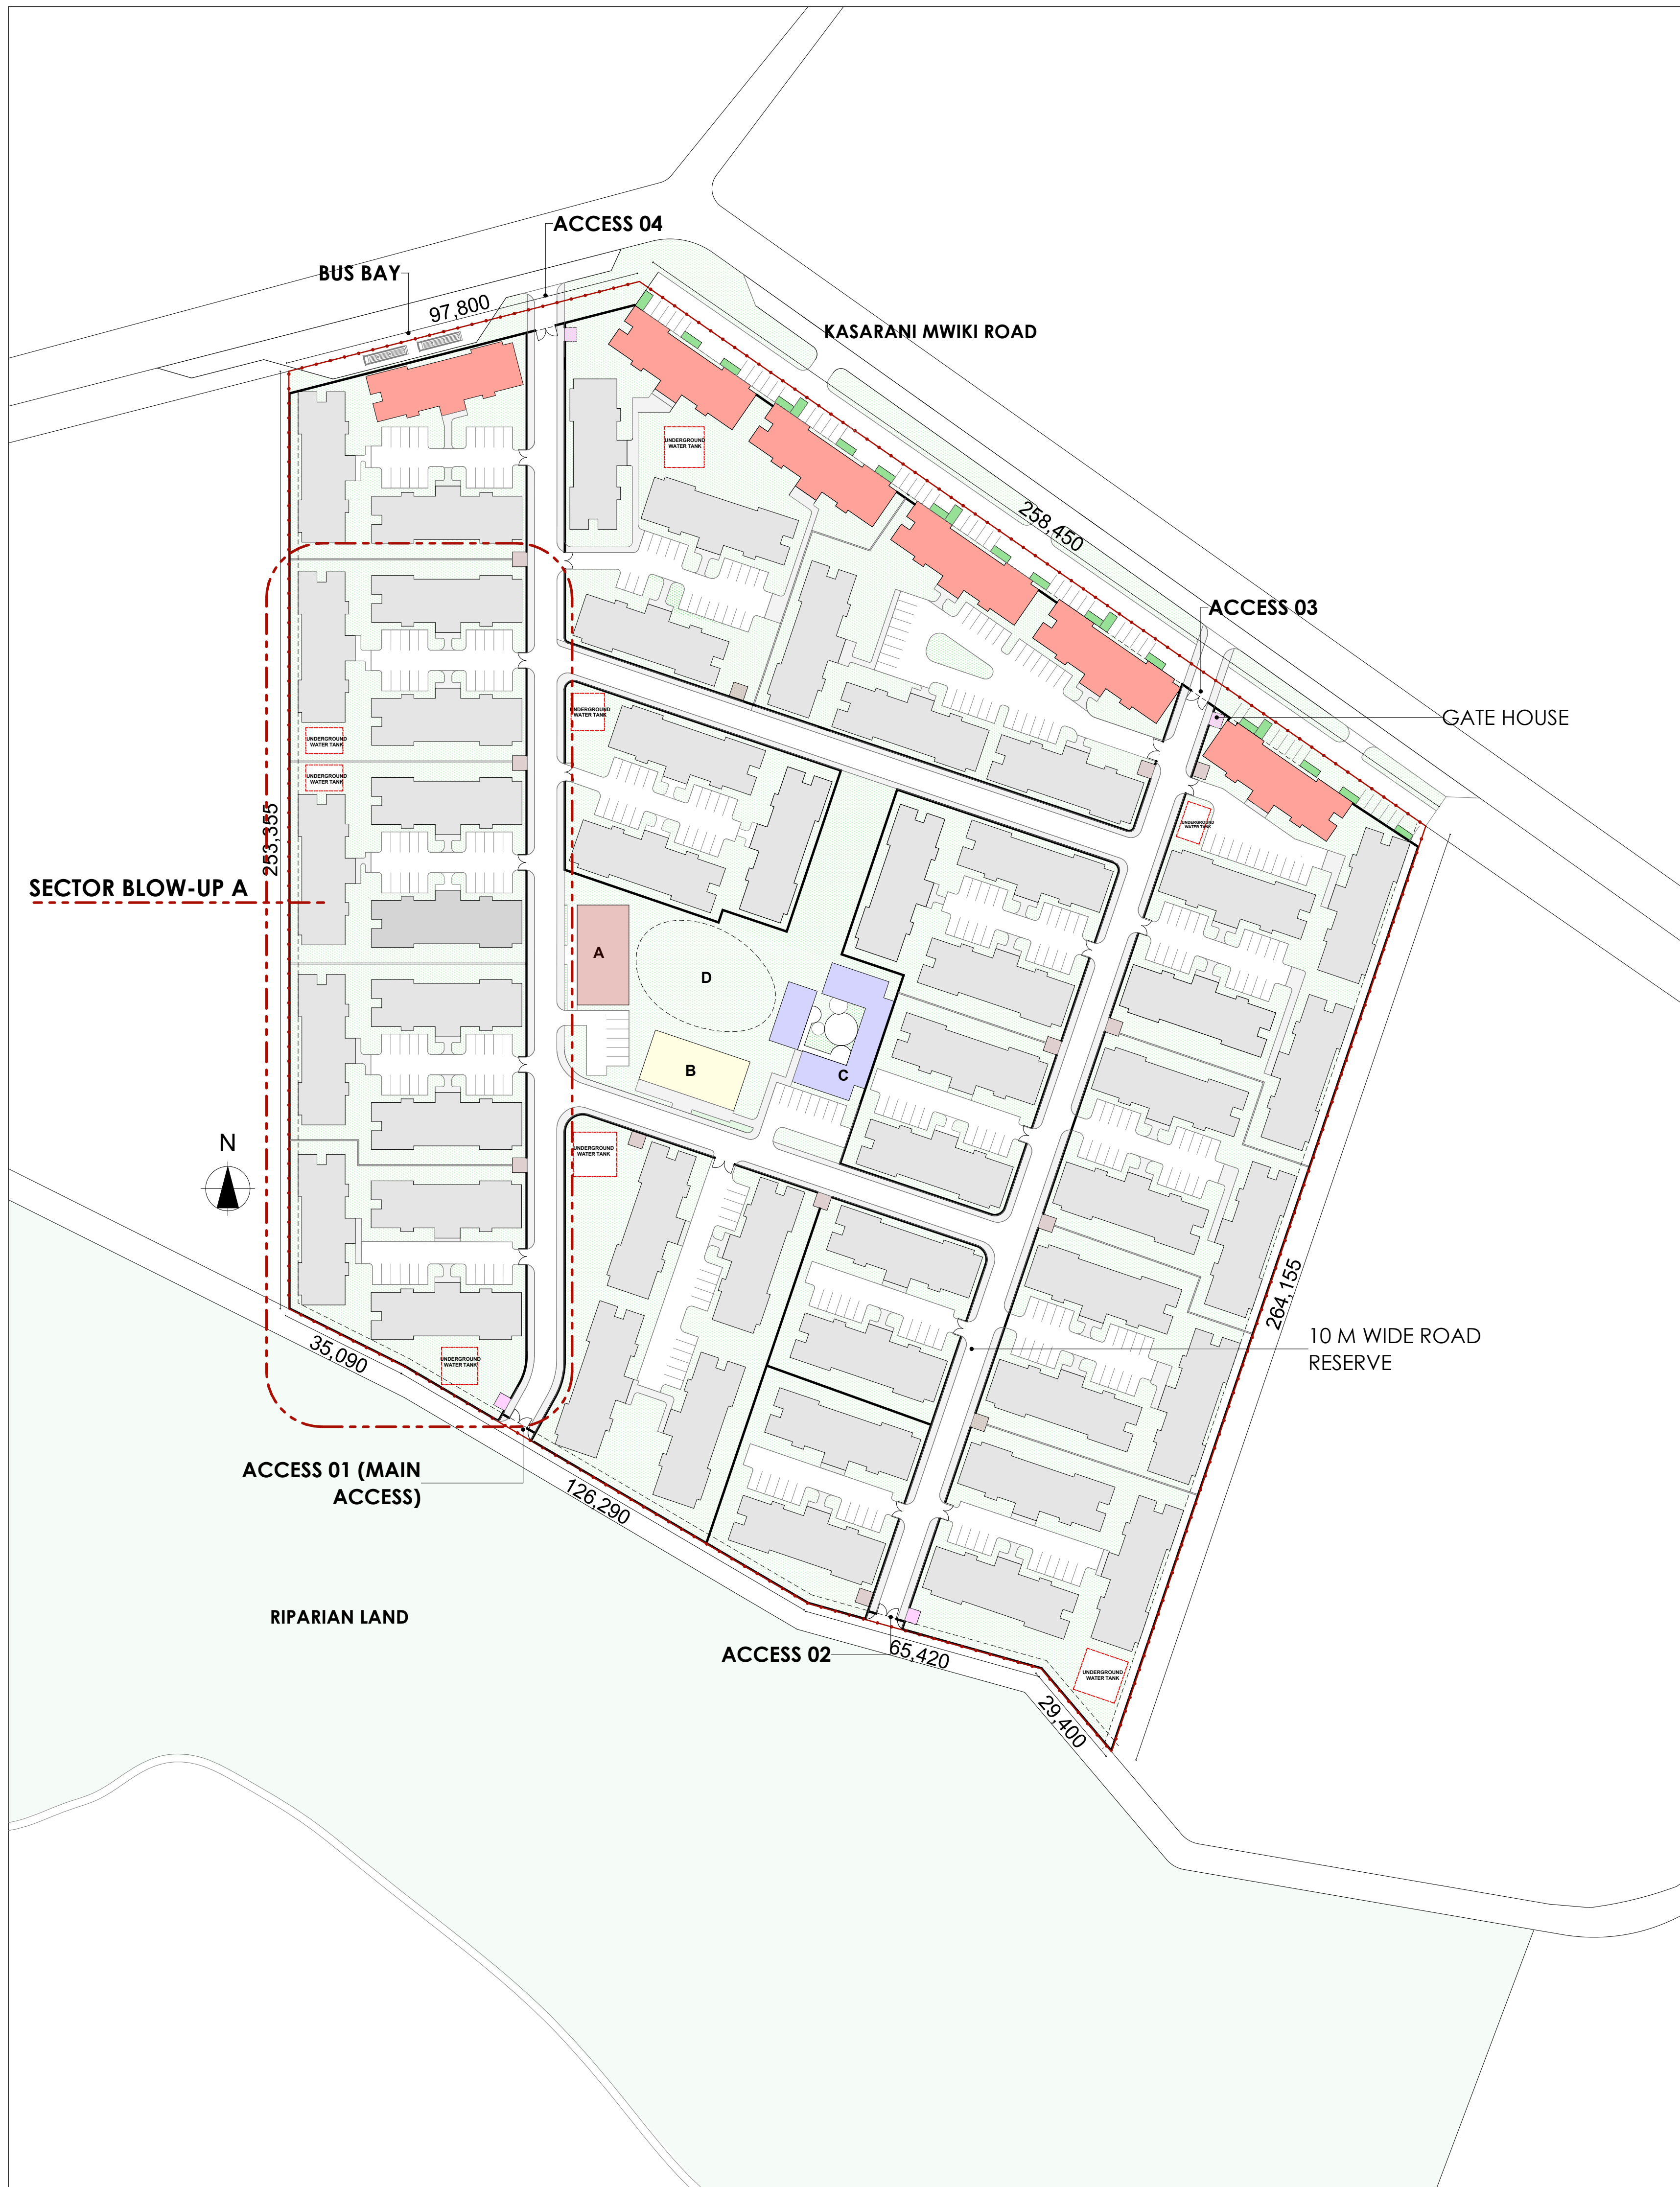 ACCESS 04
BUS BAY
97,800
KASARANI MWIKI ROAD
UNDERGROUND
WATER TANK
258,450
ACCESS 03
GATE HOUSE
UNDERGROUND
WATER TANK
UNDERGROUND
WATER TANK
UNDERGROUND
WATER TANK
UNDERGROUND
WATER TANK
253,355
SECTOR BLOW-UP A
A
D
B
C
N
UNDERGROUND
WATER TANK
264,155
10 M WIDE ROAD
RESERVE
35,090
UNDERGROUND
WATER TANK
ACCESS 01 (MAIN
ACCESS)
126,290
RIPARIAN LAND
ACCESS 02
65,420
UNDERGROUND
WATER TANK
29,400